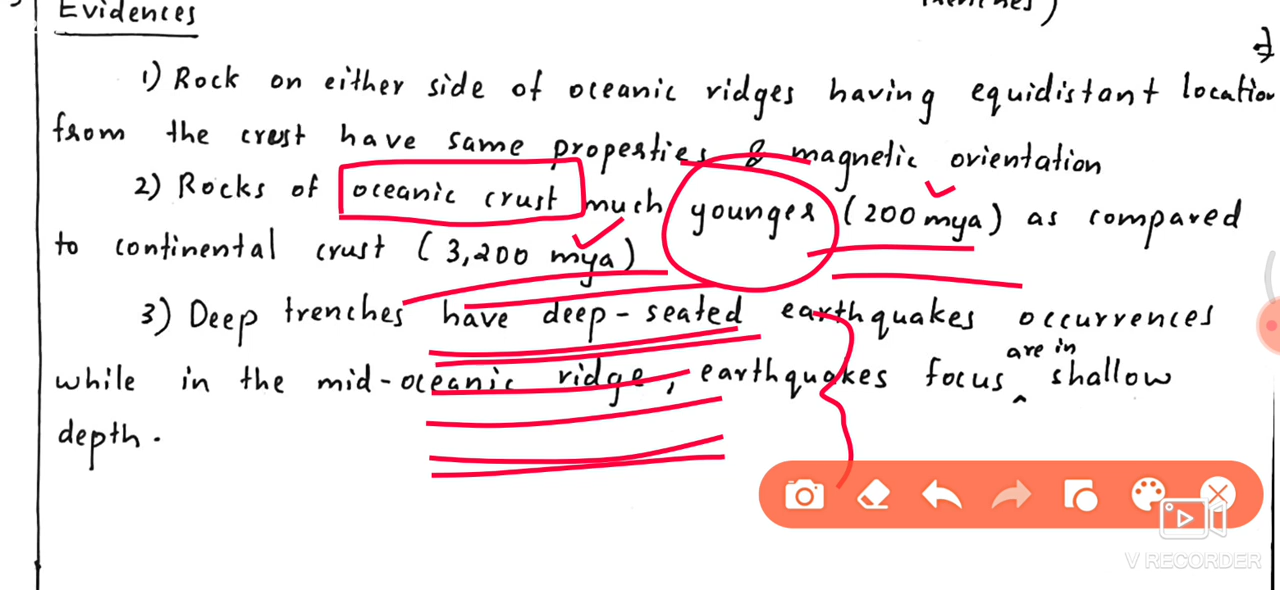 Evidences
1) Rock on either side of oceanic ridges having equidistant location
from the crest have same properties & magnetic orientation
2) Rocks of oceanic crust much younger (200 mya) as compared
to continental crust (3,200 mya)
3) Deep trenches have deep-seated earthquakes occurrences
are in
while in the mid-oceanic ridge, earthquakes focus ^ shallow
depth.
V RECORDER